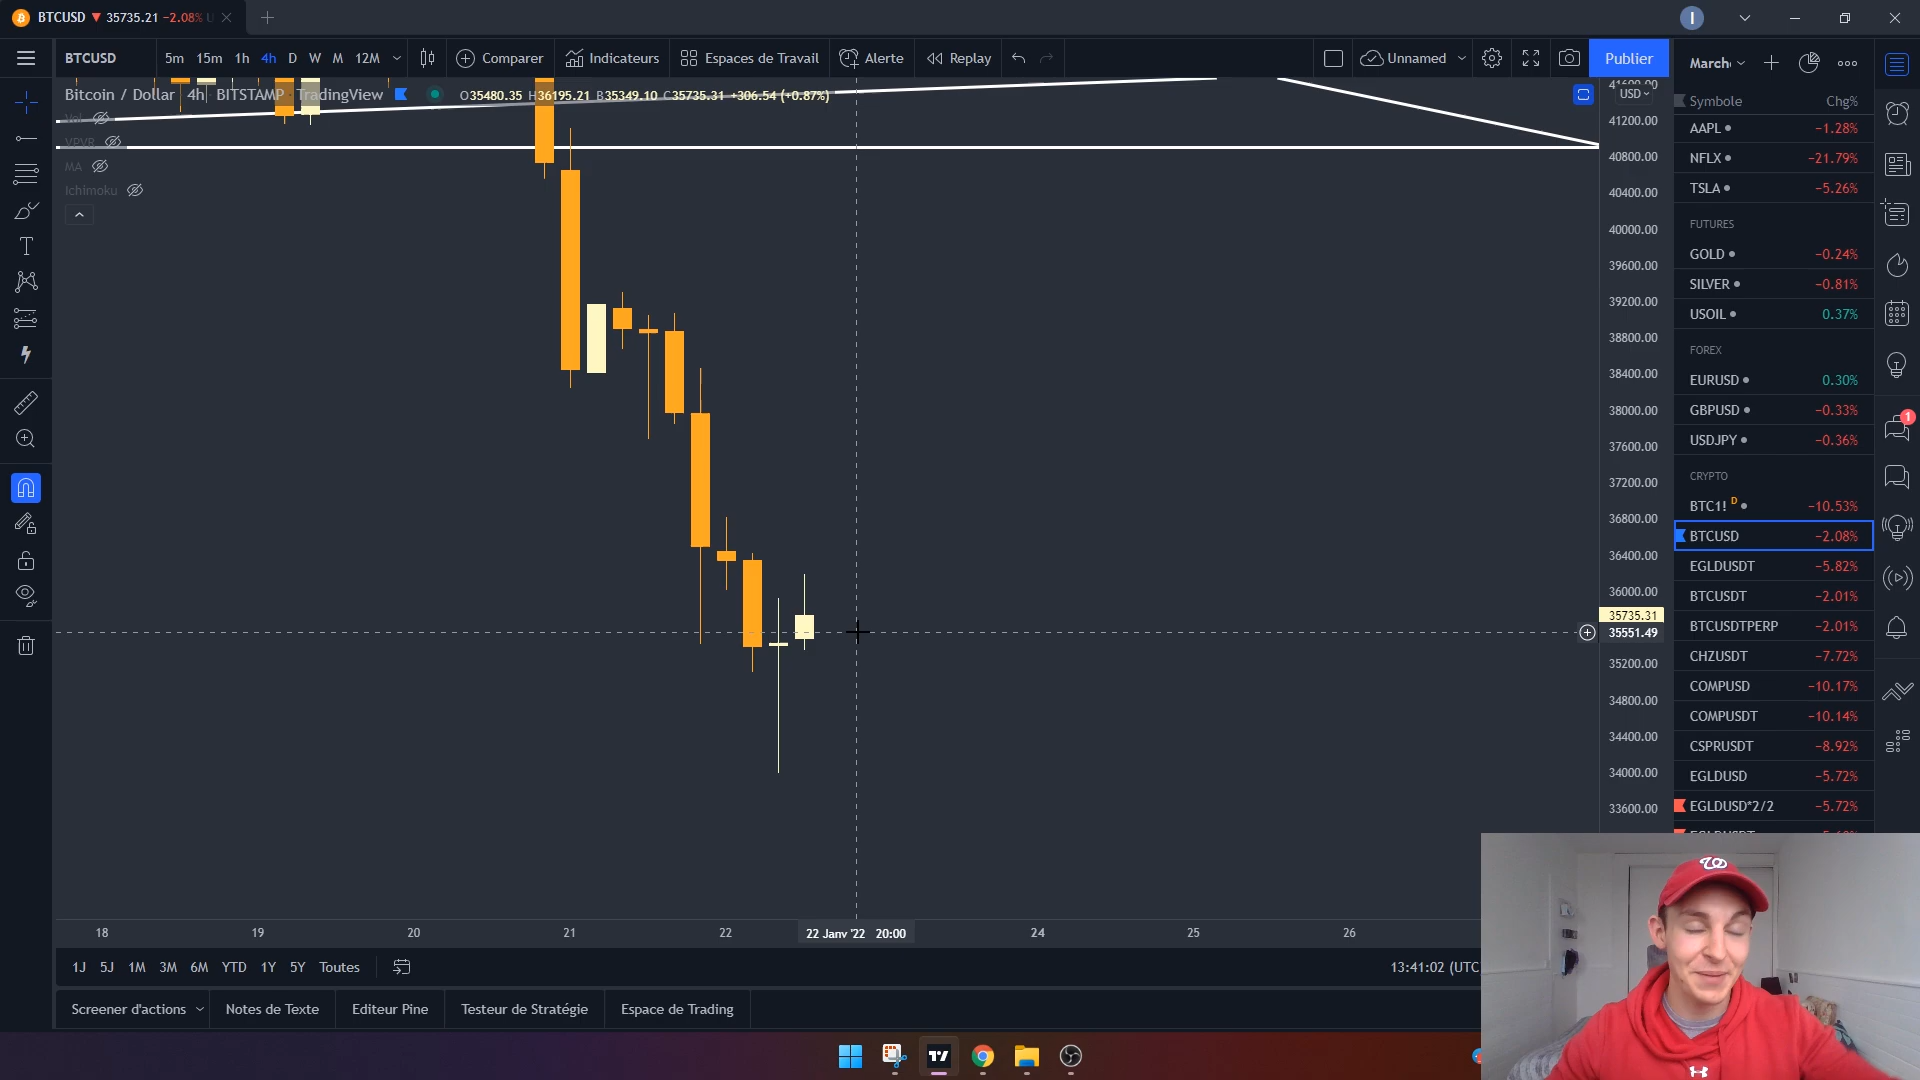 BTCUSD ▼ 35735.21 −2.08%
I
BTCUSD
5m 15m 1h 4h D W M 12M
Comparer
Indicateurs
Espaces de Travail
Alerte
Replay
Unnamed
Publier
Bitcoin / Dollar 4h BITSTAMP TradingView
O35480.35 H36195.21 B35349.10 C35735.31 +306.54 (+0.87%)
Vol
VPVR
MA
Ichimoku
41600.00
USD
41200.00
40800.00
40400.00
40000.00
39600.00
39200.00
38800.00
38400.00
38000.00
37600.00
37200.00
36800.00
36400.00
36000.00
35735.31
35551.49
35200.00
34800.00
34400.00
34000.00
33600.00
Symbole Chg%
AAPL −1.28%
NFLX −21.79%
TSLA −5.26%
FUTURES
GOLD −0.24%
SILVER −0.81%
USOIL 0.37%
FOREX
EURUSD 0.30%
GBPUSD −0.33%
USDJPY −0.36%
CRYPTO
BTC1! D −10.53%
BTCUSD −2.08%
EGLDUSDT −5.82%
BTCUSDT −2.01%
BTCUSDTPERP −2.01%
CHZUSDT −7.72%
COMPUSD −10.17%
COMPUSDT −10.14%
CSPRUSDT −8.92%
EGLDUSD −5.72%
EGLDUSD*2/2 −5.72%
1
18 19 20 21 22 22 Janv '22 20:00 24 25 26
1J 5J 1M 3M 6M YTD 1Y 5Y Toutes
13:41:02 (UTC
Screener d'actions
Notes de Texte
Editeur Pine
Testeur de Stratégie
Espace de Trading
W